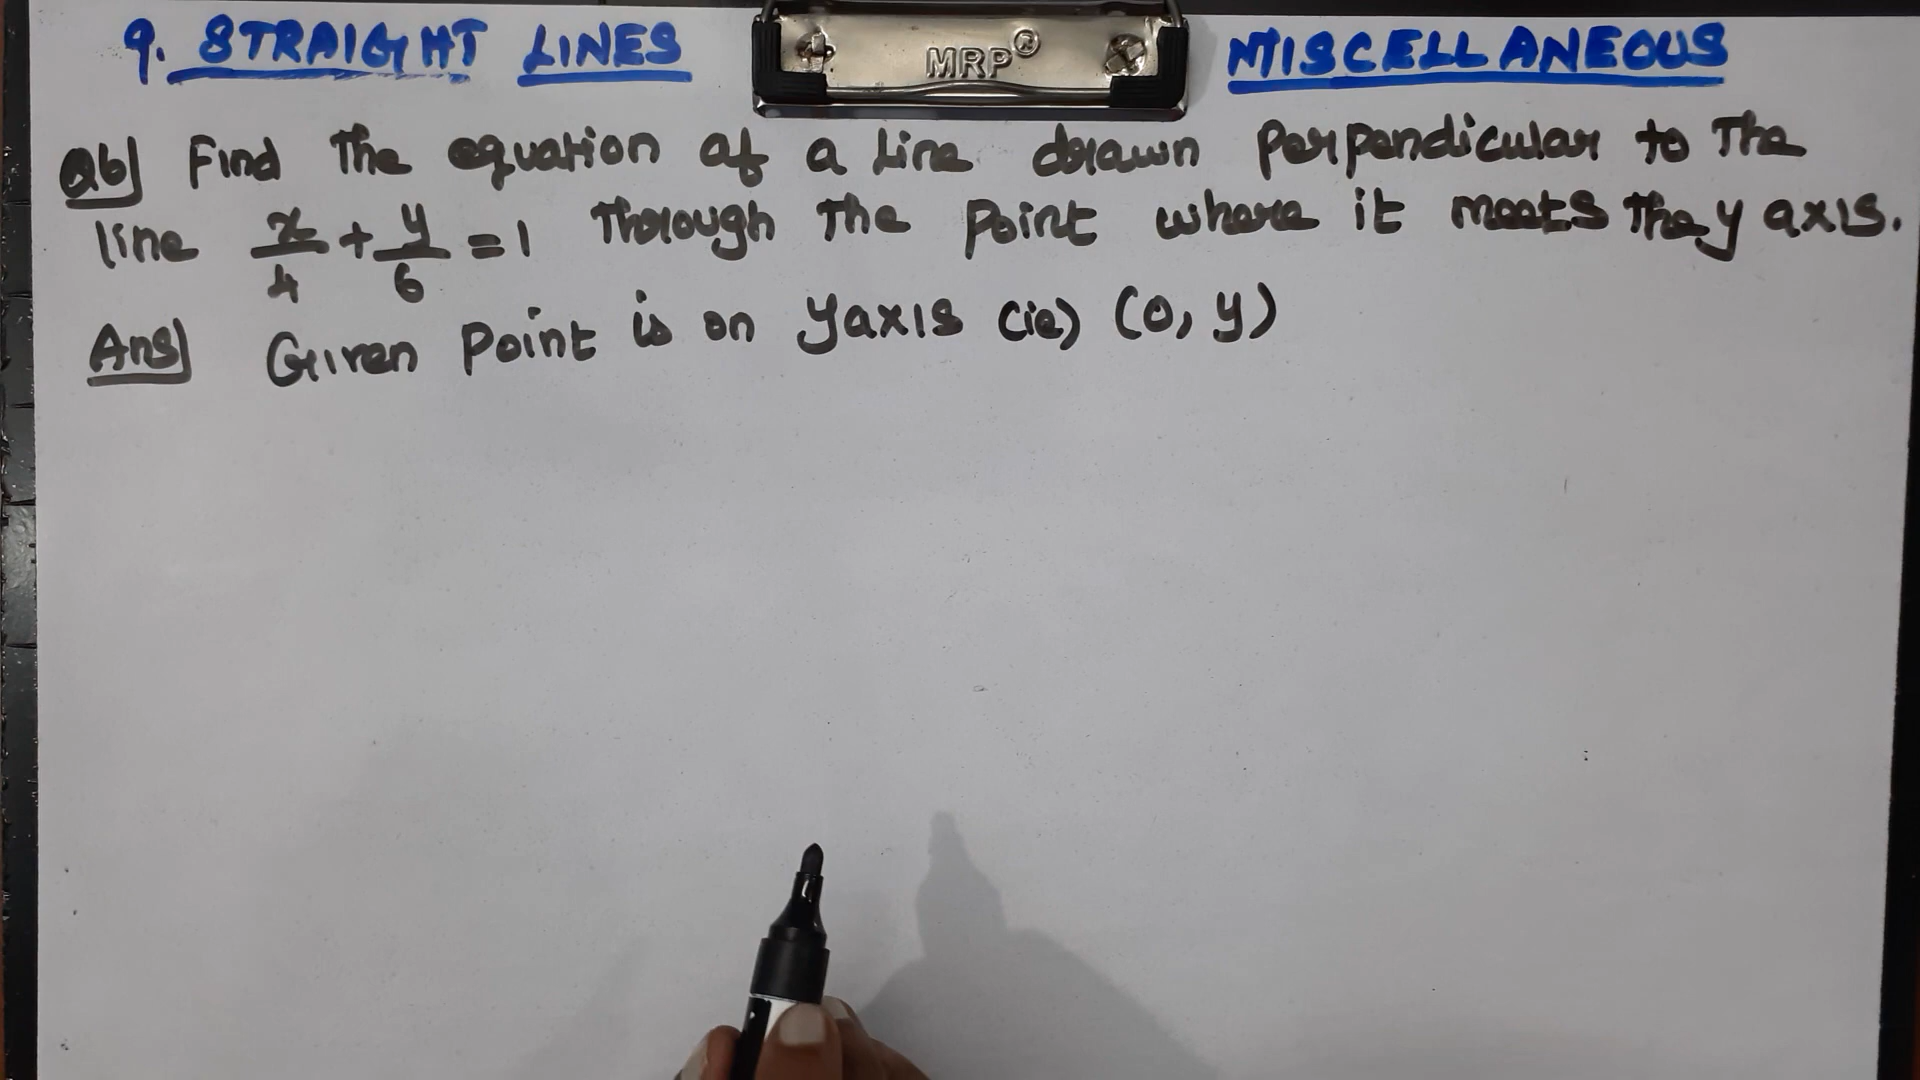 9. STRAIGHT LINES
MRP®
MISCELLANEOUS
Q6] Find the equation of a line drawn perpendicular to the
line x/4 + y/6 = 1 through the point where it meets the y axis.
Ans] Given point is on y axis (ie) (0, y)